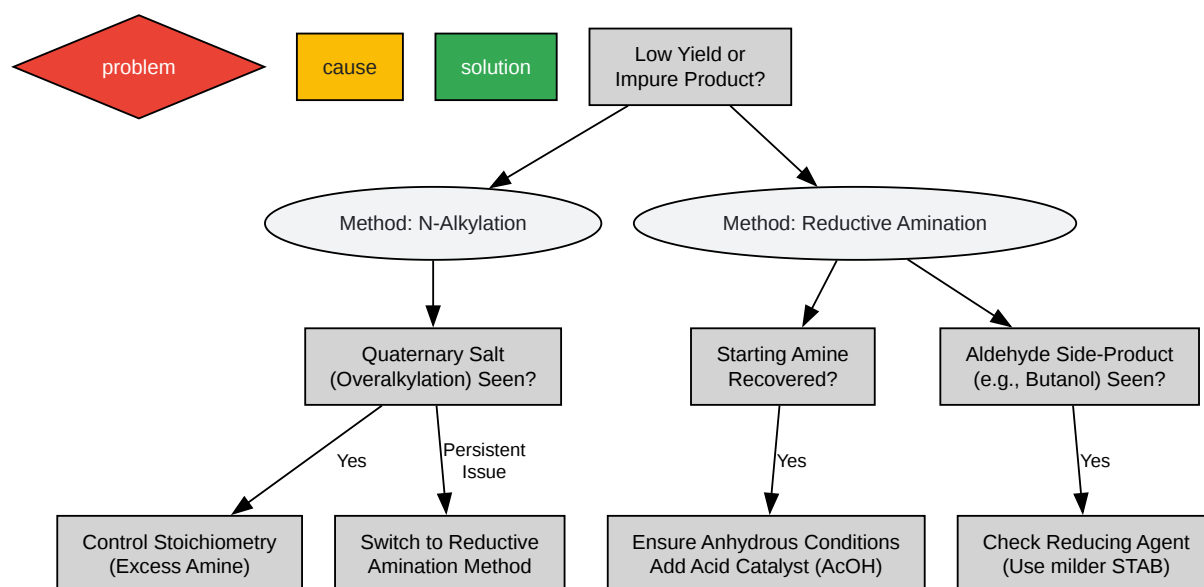 problem
cause
solution
Low Yield or
Impure Product?
Method: N-Alkylation
Method: Reductive Amination
Quaternary Salt
(Overalkylation) Seen?
Starting Amine
Recovered?
Aldehyde Side-Product
(e.g., Butanol) Seen?
Yes
Persistent
Issue
Yes
Yes
Control Stoichiometry
(Excess Amine)
Switch to Reductive
Amination Method
Ensure Anhydrous Conditions
Add Acid Catalyst (AcOH)
Check Reducing Agent
(Use milder STAB)